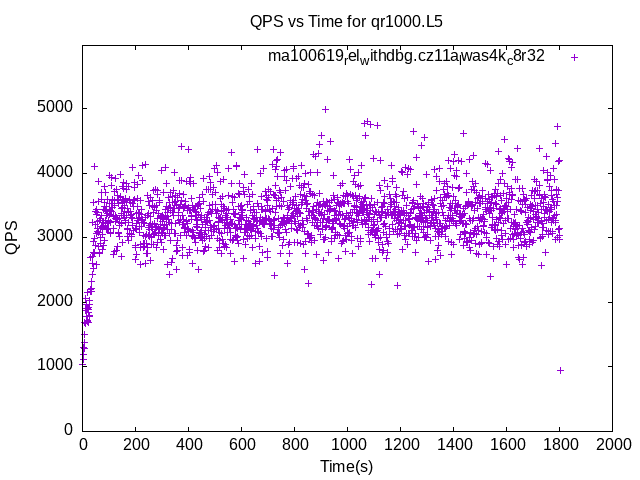 QPS vs Time for qr1000.L5
ma100619relwithdbg.cz11alwas4kc8r32
5000
4000
3000
2000
1000
0
QPS
0 200 400 600 800 1000 1200 1400 1600 1800 2000
Time(s)